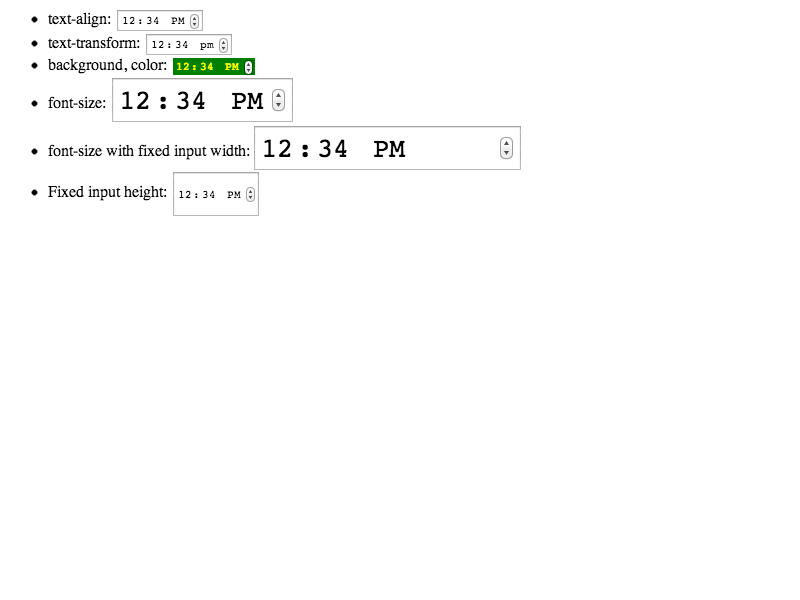 text-align: 12:34 PM
text-transform: 12:34 pm
background, color: 12:34 PM
font-size: 12:34 PM
font-size with fixed input width: 12:34 PM
Fixed input height: 12:34 PM